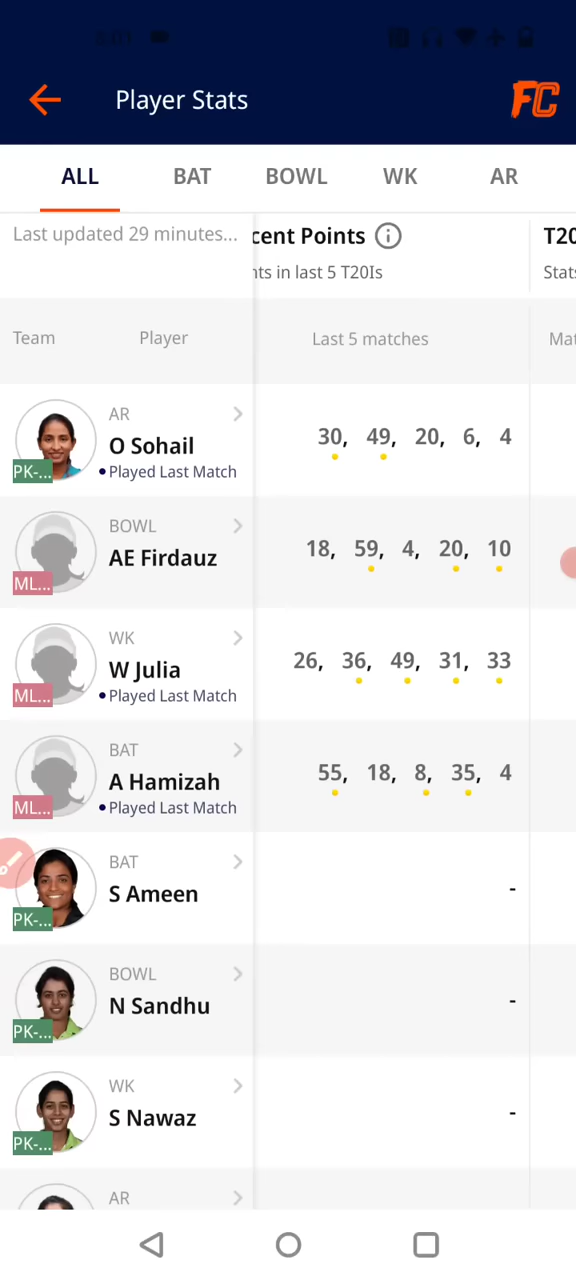 Player Stats
FC
ALL BAT BOWL WK AR
Last updated 29 minutes...
cent Points
T20
nts in last 5 T20Is
Stats
Team Player Last 5 matches Mat
AR
O Sohail
PK-...
Played Last Match
30, 49, 20, 6, 4
BOWL
AE Firdauz
ML...
18, 59, 4, 20, 10
WK
W Julia
ML...
Played Last Match
26, 36, 49, 31, 33
BAT
A Hamizah
ML...
Played Last Match
55, 18, 8, 35, 4
BAT
S Ameen
PK-...
-
BOWL
N Sandhu
PK-...
-
WK
S Nawaz
PK-...
-
AR